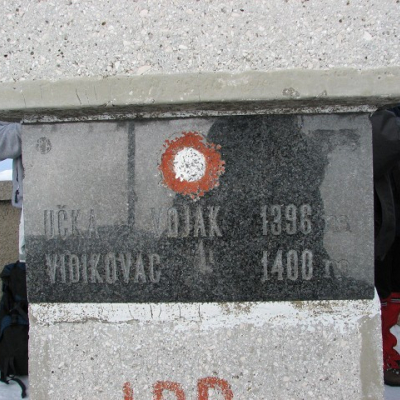 UČKA - VOJAK 1396 m
VIDIKOVAC 1400 m